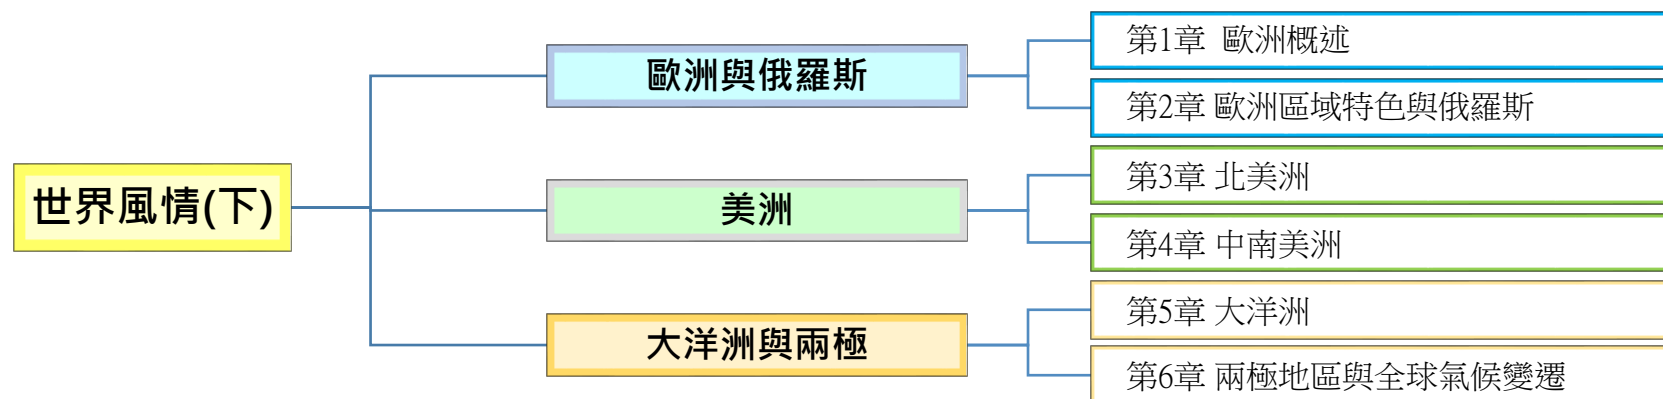 世界風情(下)
歐洲與俄羅斯
第1章 歐洲概述
第2章 歐洲區域特色與俄羅斯
美洲
第3章 北美洲
第4章 中南美洲
大洋洲與兩極
第5章 大洋洲
第6章 兩極地區與全球氣候變遷